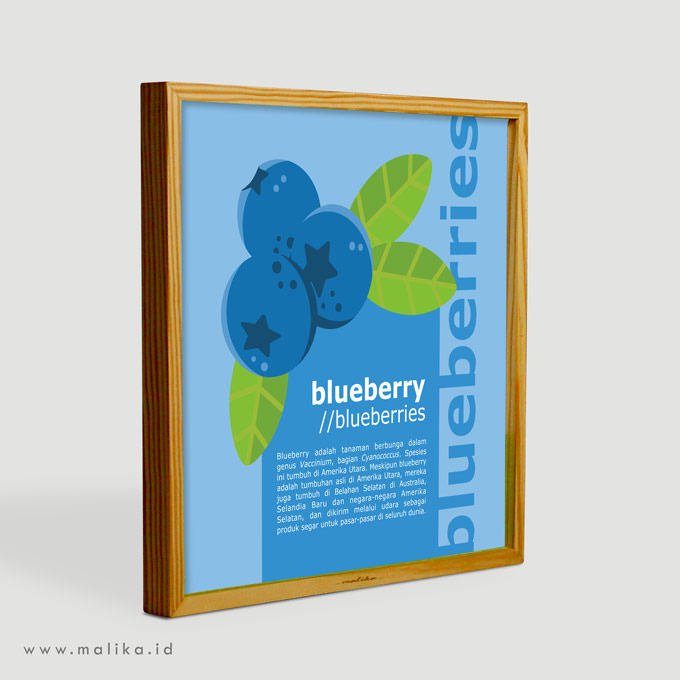 blueberries
blueberry
//blueberries
Blueberry adalah tanaman berbunga dalam
genus Vaccinium, bagian Cyanococcus. Spesies
ini tumbuh di Amerika Utara. Meskipun blueberry
adalah tumbuhan asli di Amerika Utara, mereka
juga tumbuh di Belahan Selatan di Australia,
Selandia Baru dan negara-negara Amerika
Selatan, dan dikirim melalui udara sebagai
produk segar untuk pasar-pasar di seluruh dunia.
malika
www.malika.id